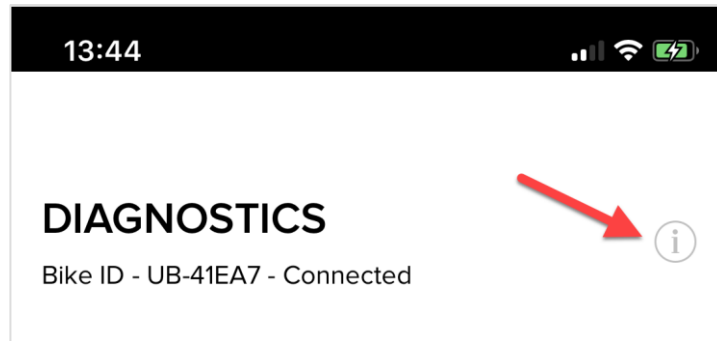 13:44
DIAGNOSTICS
i
Bike ID - UB-41EA7 - Connected